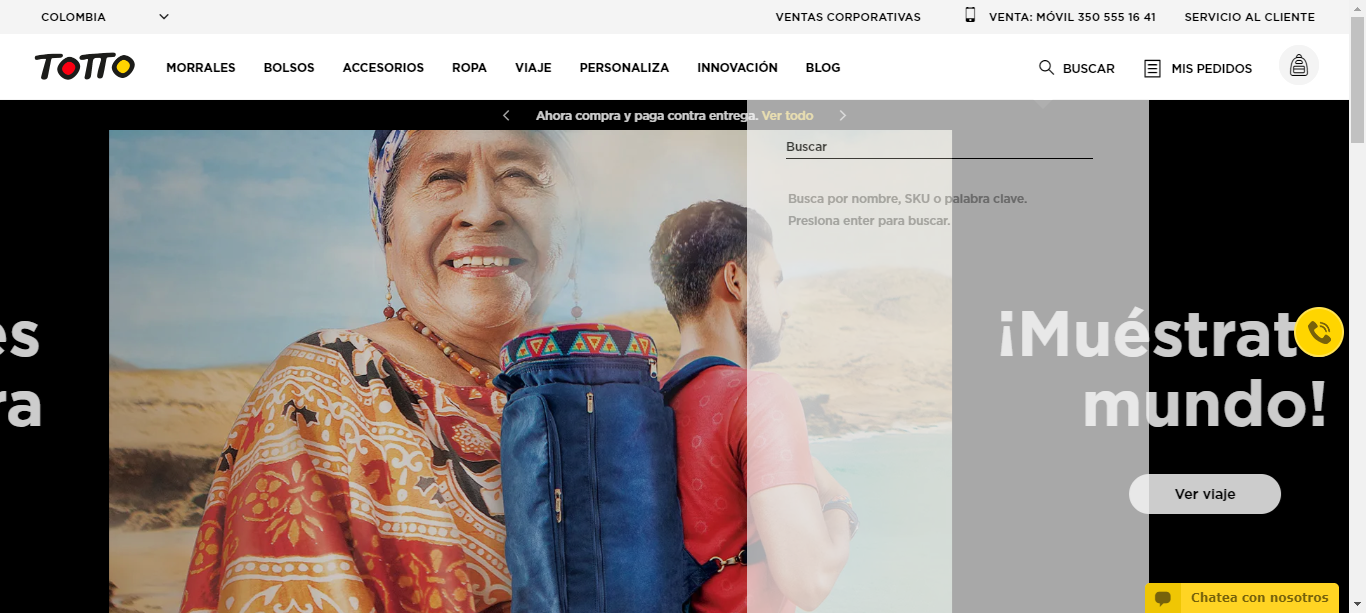 COLOMBIA
VENTAS CORPORATIVAS
VENTA: MÓVIL 350 555 16 41
SERVICIO AL CLIENTE
TOTTO
MORRALES
BOLSOS
ACCESORIOS
ROPA
VIAJE
PERSONALIZA
INNOVACIÓN
BLOG
BUSCAR
MIS PEDIDOS
Ahora compra y paga contra entrega. Ver todo
Buscar
Busca por nombre, SKU o palabra clave.
Presiona enter para buscar.
es
ra
¡Muéstrat
mundo!
Ver viaje
Chatea con nosotros